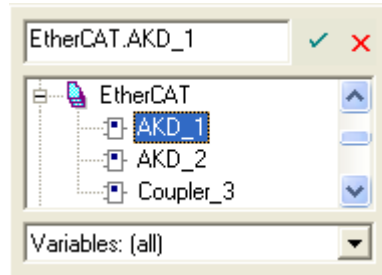 EtherCAT.AKD_1
EtherCAT
AKD_1
AKD_2
Coupler_3
Variables: (all)